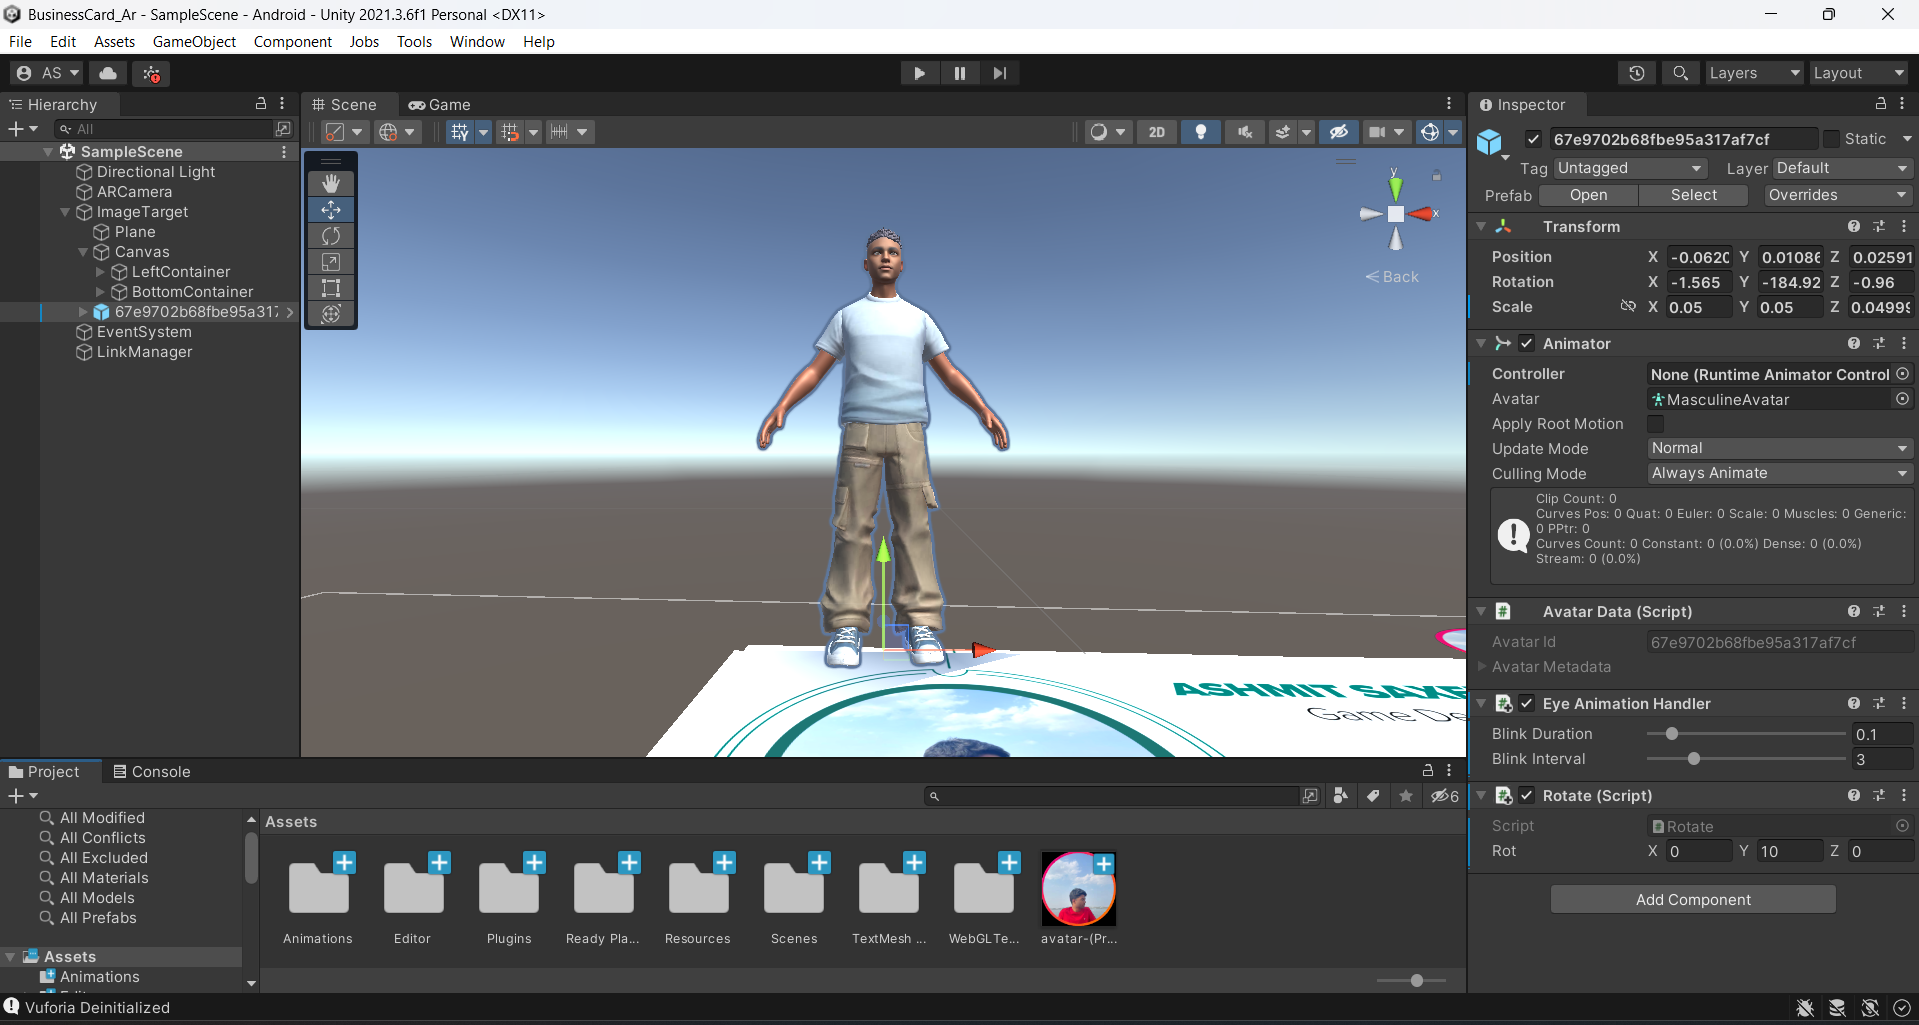 BusinessCard_Ar - SampleScene - Android - Unity 2021.3.6f1 Personal <DX11>
File Edit Assets GameObject Component Jobs Tools Window Help
AS
Layers
Layout
Hierarchy
All
SampleScene
Directional Light
ARCamera
ImageTarget
Plane
Canvas
LeftContainer
BottomContainer
67e9702b68fbe95a317
EventSystem
LinkManager
Scene
Game
2D
y
x
Back
ASHMIT SAXE
Game De
Inspector
67e9702b68fbe95a317af7cf
Static
Tag Untagged Layer Default
Prefab Open Select Overrides
Transform
Position X -0.0620 Y 0.01086 Z 0.02591
Rotation X -1.565 Y -184.92 Z -0.96
Scale X 0.05 Y 0.05 Z 0.04999
Animator
Controller None (Runtime Animator Control
Avatar MasculineAvatar
Apply Root Motion
Update Mode Normal
Culling Mode Always Animate
Clip Count: 0
Curves Pos: 0 Quat: 0 Euler: 0 Scale: 0 Muscles: 0 Generic:
0 PPtr: 0
Curves Count: 0 Constant: 0 (0.0%) Dense: 0 (0.0%)
Stream: 0 (0.0%)
Avatar Data (Script)
Avatar Id 67e9702b68fbe95a317af7cf
Avatar Metadata
Eye Animation Handler
Blink Duration 0.1
Blink Interval 3
Rotate (Script)
Script Rotate
Rot X 0 Y 10 Z 0
Add Component
Project
Console
6
All Modified
All Conflicts
All Excluded
All Materials
All Models
All Prefabs
Assets
Animations
Assets
Animations
Editor
Plugins
Ready Pla...
Resources
Scenes
TextMesh ...
WebGLTe...
avatar-(Pr...
Vuforia Deinitialized